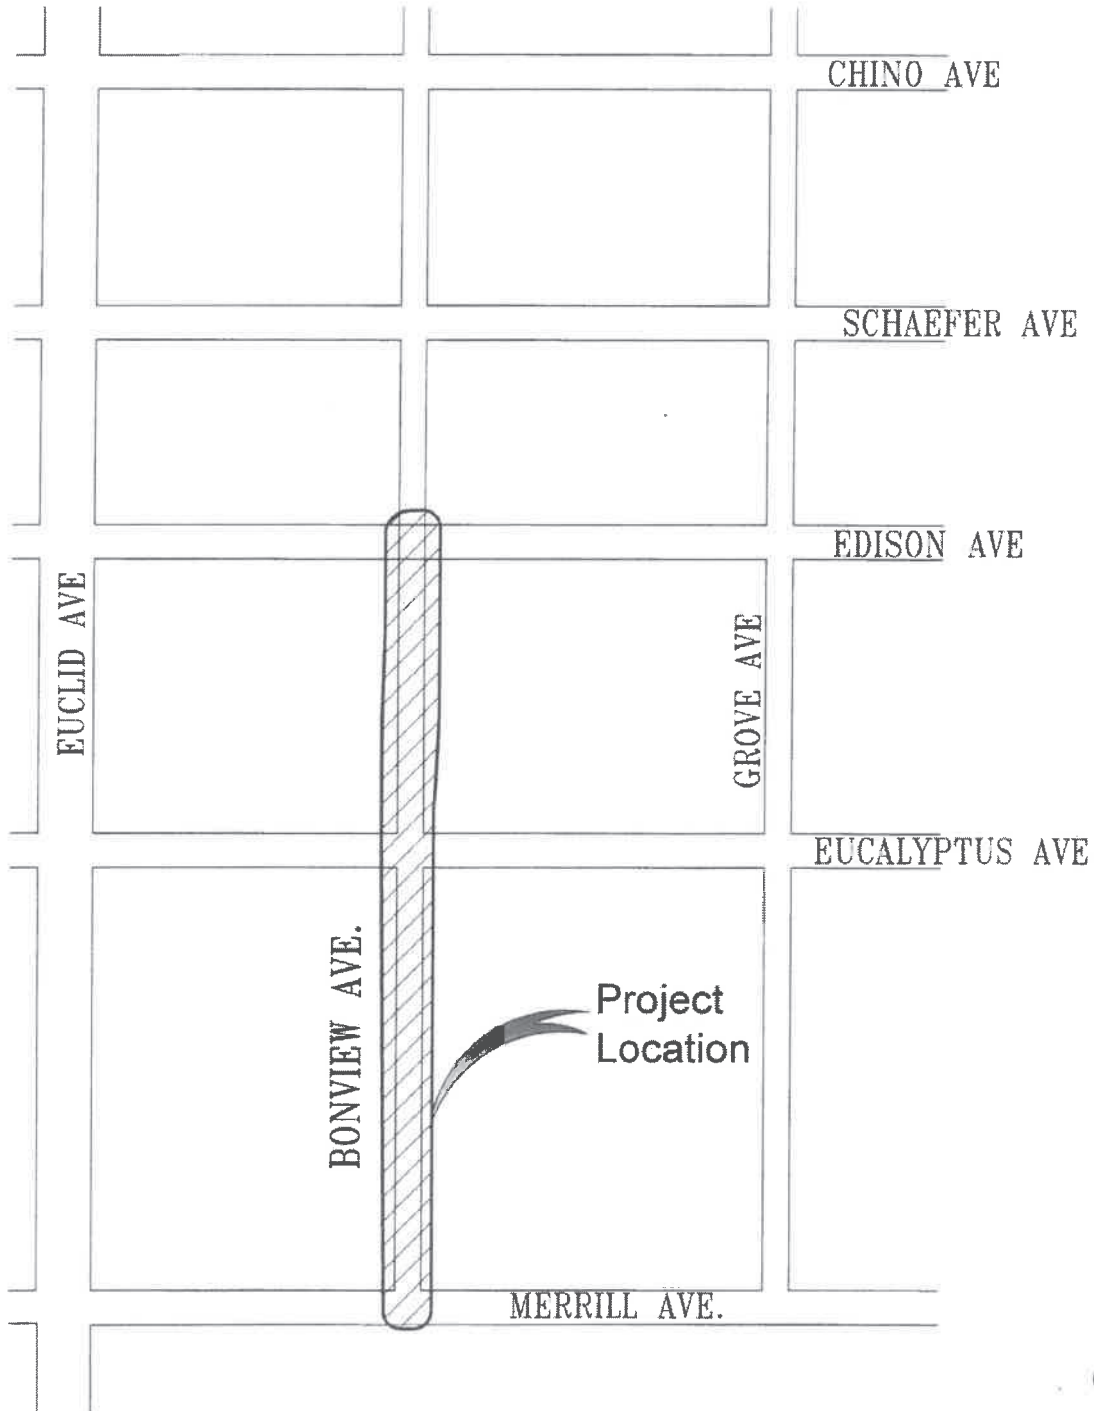 CHINO AVE
SCHAEFER AVE
EDISON AVE
EUCLID AVE
GROVE AVE
EUCALYPTUS AVE
BONVIEW AVE.
Project
Location
MERRILL AVE.